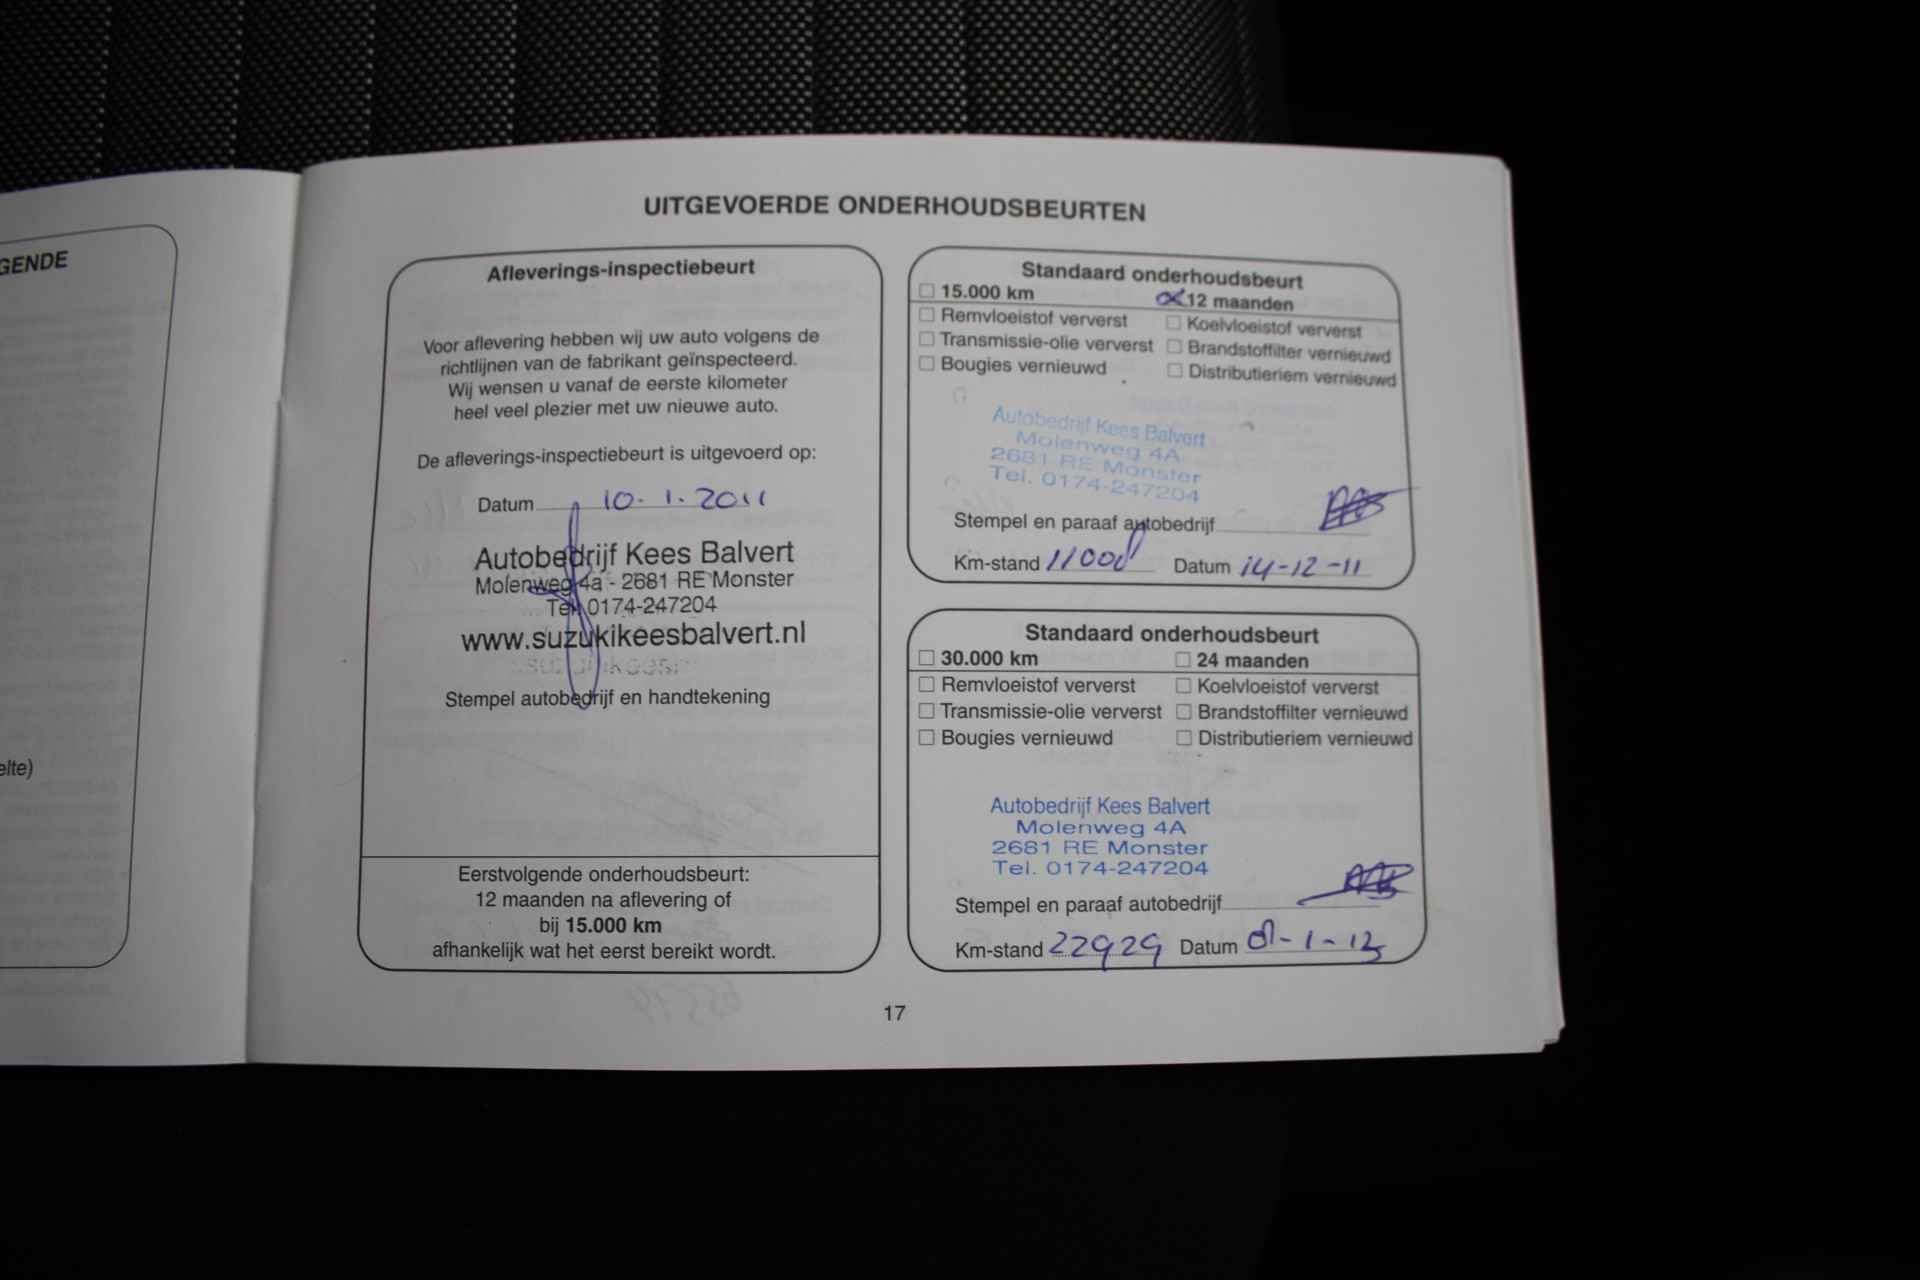 GENDE
elte)
UITGEVOERDE ONDERHOUDSBEURTEN
Afleverings-inspectiebeurt
Voor aflevering hebben wij uw auto volgens de
richtlijnen van de fabrikant geïnspecteerd.
Wij wensen u vanaf de eerste kilometer
heel veel plezier met uw nieuwe auto.
De afleverings-inspectiebeurt is uitgevoerd op:
Datum 10-1-2011
Autobedrijf Kees Balvert
Molenweg 4a - 2681 RE Monster
Tel. 0174-247204
www.suzukikeesbalvert.nl
Stempel autobedrijf en handtekening
Eerstvolgende onderhoudsbeurt:
12 maanden na aflevering of
bij 15.000 km
afhankelijk wat het eerst bereikt wordt.
Standaard onderhoudsbeurt
15.000 km 12 maanden
Remvloeistof ververst Koelvloeistof ververst
Transmissie-olie ververst Brandstoffilter vernieuwd
Bougies vernieuwd Distributieriem vernieuwd
Autobedrijf Kees Balvert
Molenweg 4A
2681 RE Monster
Tel. 0174-247204
Stempel en paraaf autobedrijf
Km-stand 11000 Datum 14-12-11
Standaard onderhoudsbeurt
30.000 km 24 maanden
Remvloeistof ververst Koelvloeistof ververst
Transmissie-olie ververst Brandstoffilter vernieuwd
Bougies vernieuwd Distributieriem vernieuwd
Autobedrijf Kees Balvert
Molenweg 4A
2681 RE Monster
Tel. 0174-247204
Stempel en paraaf autobedrijf
Km-stand 22929 Datum 8-1-13
17